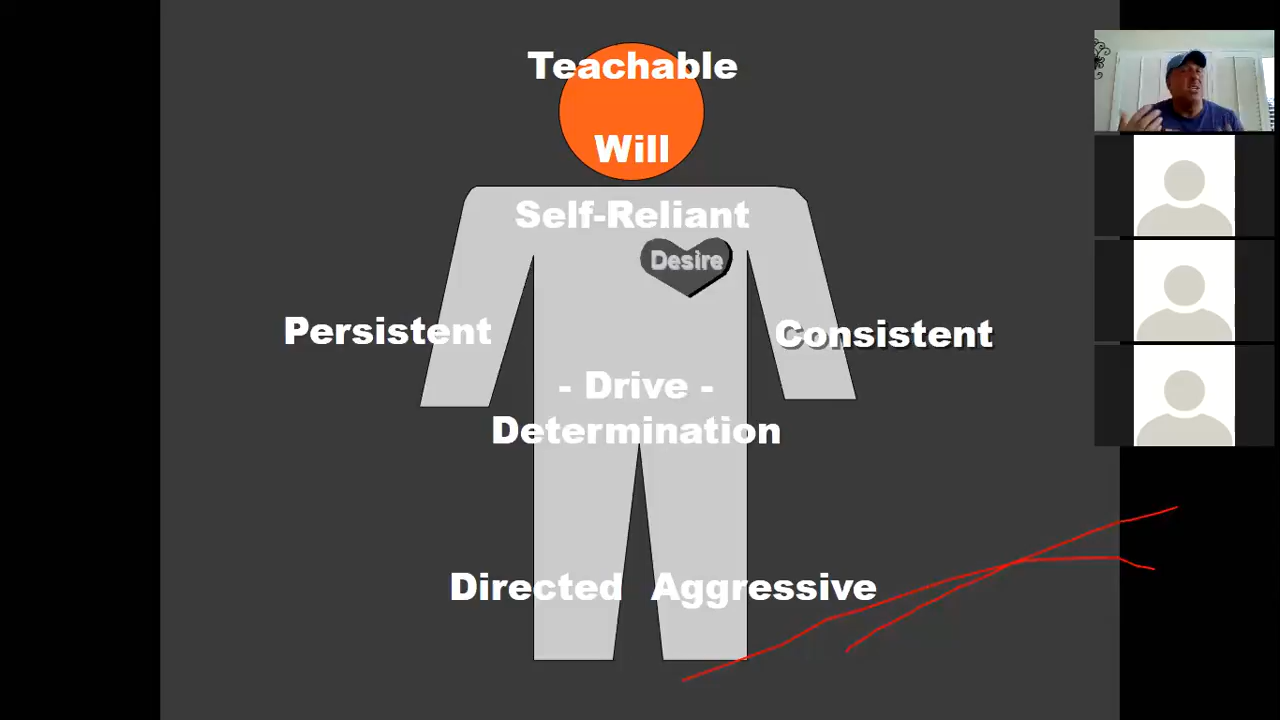 Teachable
Will
Self-Reliant
Desire
Persistent
Consistent
- Drive -
Determination
Directed Aggressive